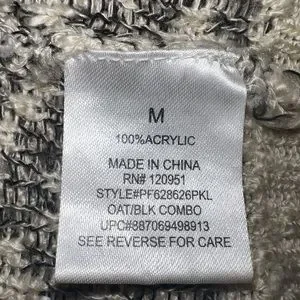 M
100%ACRYLIC
MADE IN CHINA
RN# 120951
STYLE#PF628626PKL
OAT/BLK COMBO
UPC#887069498913
SEE REVERSE FOR CARE